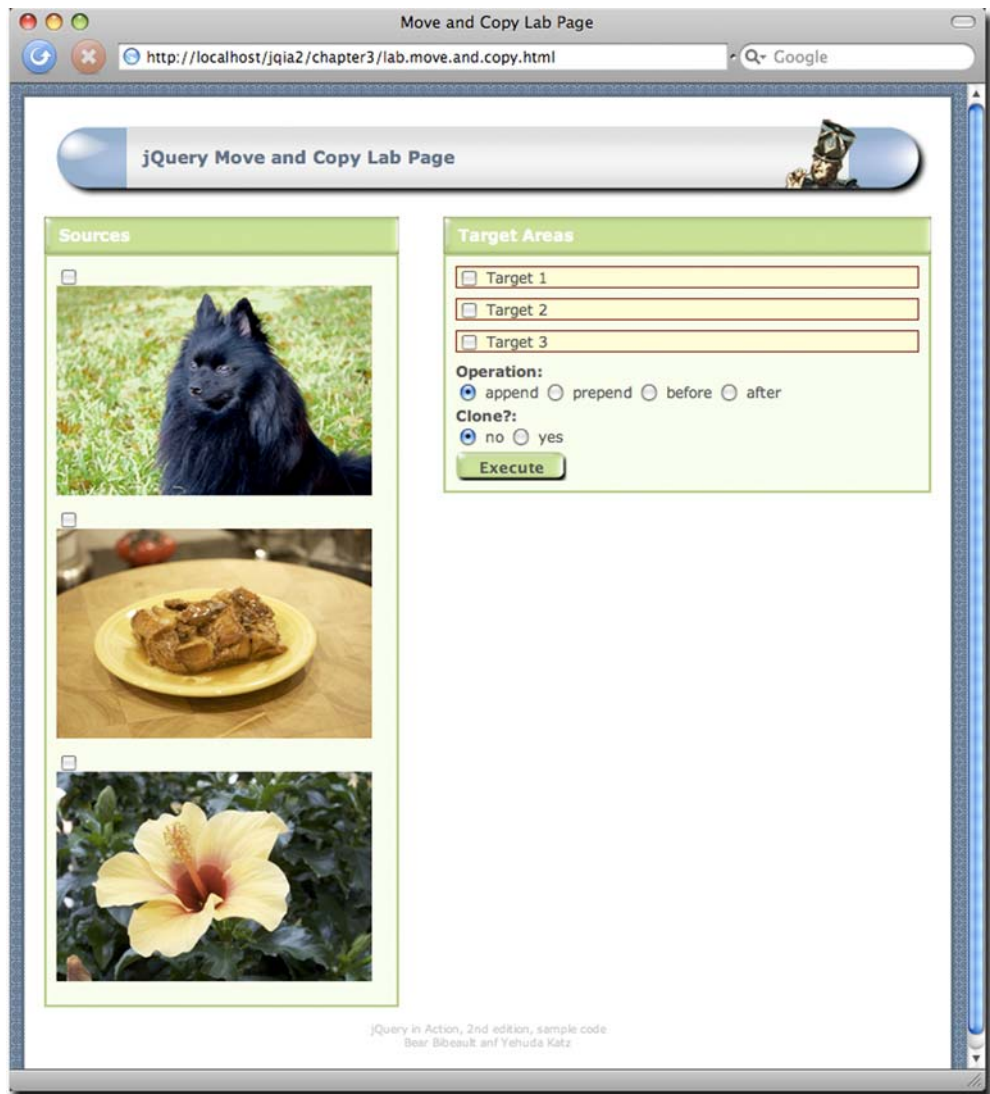 Move and Copy Lab Page
http://localhost/jqia2/chapter3/lab.move.and.copy.html
Google
jQuery Move and Copy Lab Page
Sources
Target Areas
Target 1
Target 2
Target 3
Operation:
append prepend before after
Clone?:
no yes
Execute
jQuery in Action, 2nd edition, sample code
Bear Bibeault anf Yehuda Katz